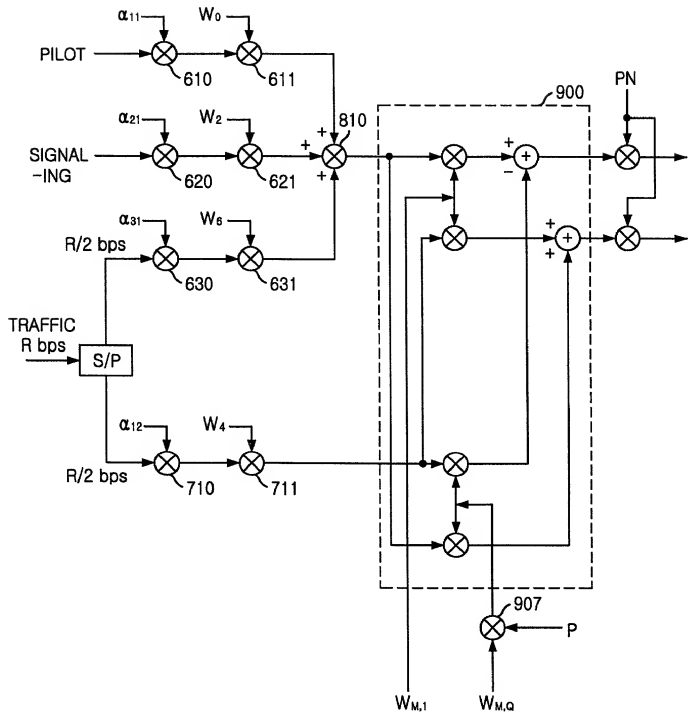 α11 W0
PILOT
610 611
900
PN
α21 W2
810
+
+
+
SIGNAL
-ING
620 621
+
-
+
α31 W6
R/2 bps
630 631
+
+
+
TRAFFIC
R bps
S/P
α12 W4
R/2 bps
710 711
907
P
WM,1 WM,Q